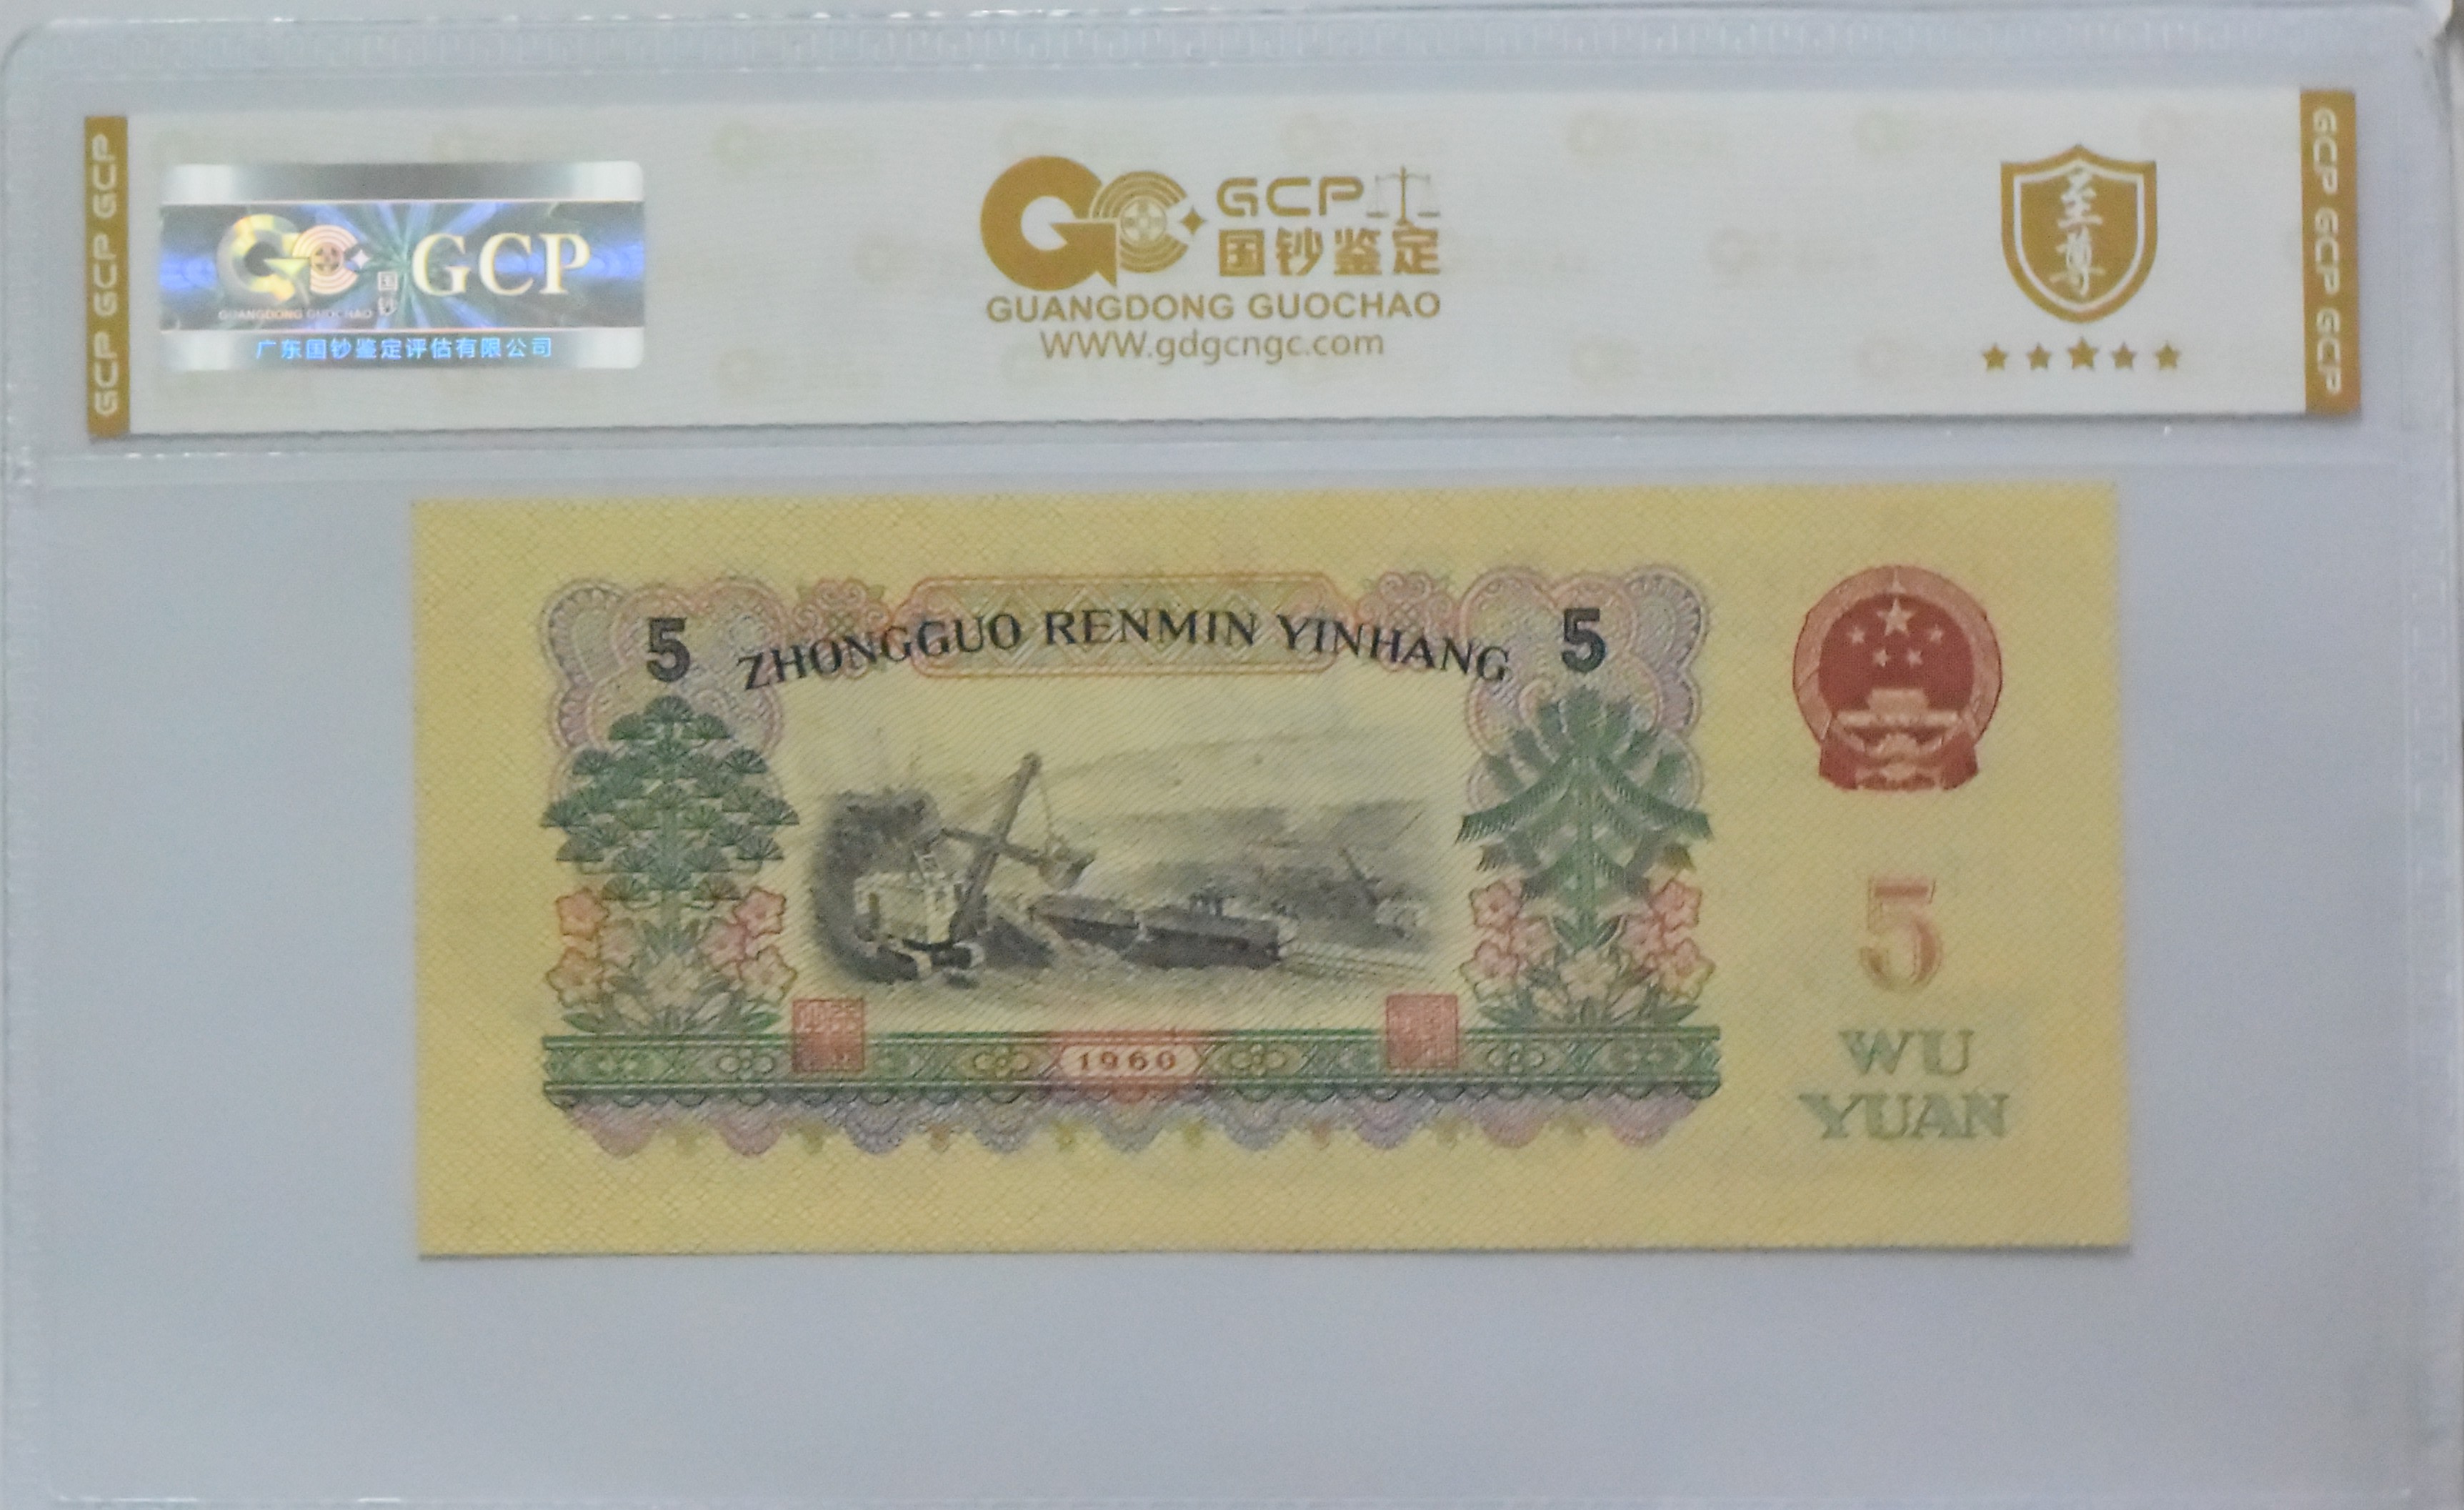 GCP GCP GCP
GCP
国钞
GUANGDONG GUOCHAO
广东国钞鉴定评估有限公司
GCP
国钞鉴定
GUANGDONG GUOCHAO
WWW.gdgcngc.com
至尊
GCP GCP GCP
5 ZHONGGUO RENMIN YINHANG 5
1960
5
WU
YUAN